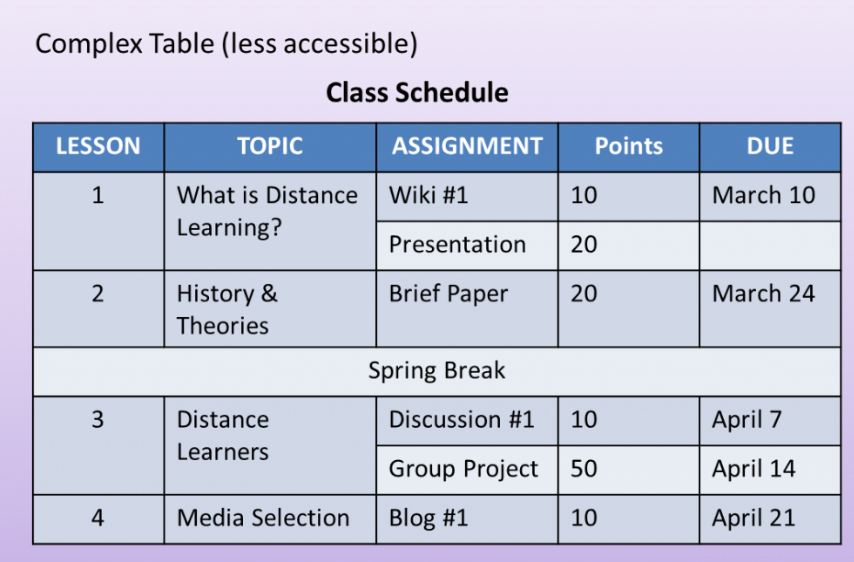 Complex Table (less accessible)
Class Schedule
LESSON TOPIC ASSIGNMENT Points DUE
1 What is Distance Wiki #1 10 March 10
Learning?
Presentation 20
2 History & Brief Paper 20 March 24
Theories
Spring Break
3 Distance Discussion #1 10 April 7
Learners
Group Project 50 April 14
4 Media Selection Blog #1 10 April 21